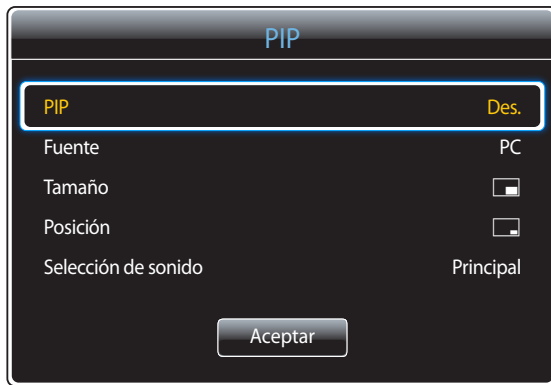 PIP
PIP Des.
Fuente PC
Tamaño
Posición
Selección de sonido Principal
Aceptar